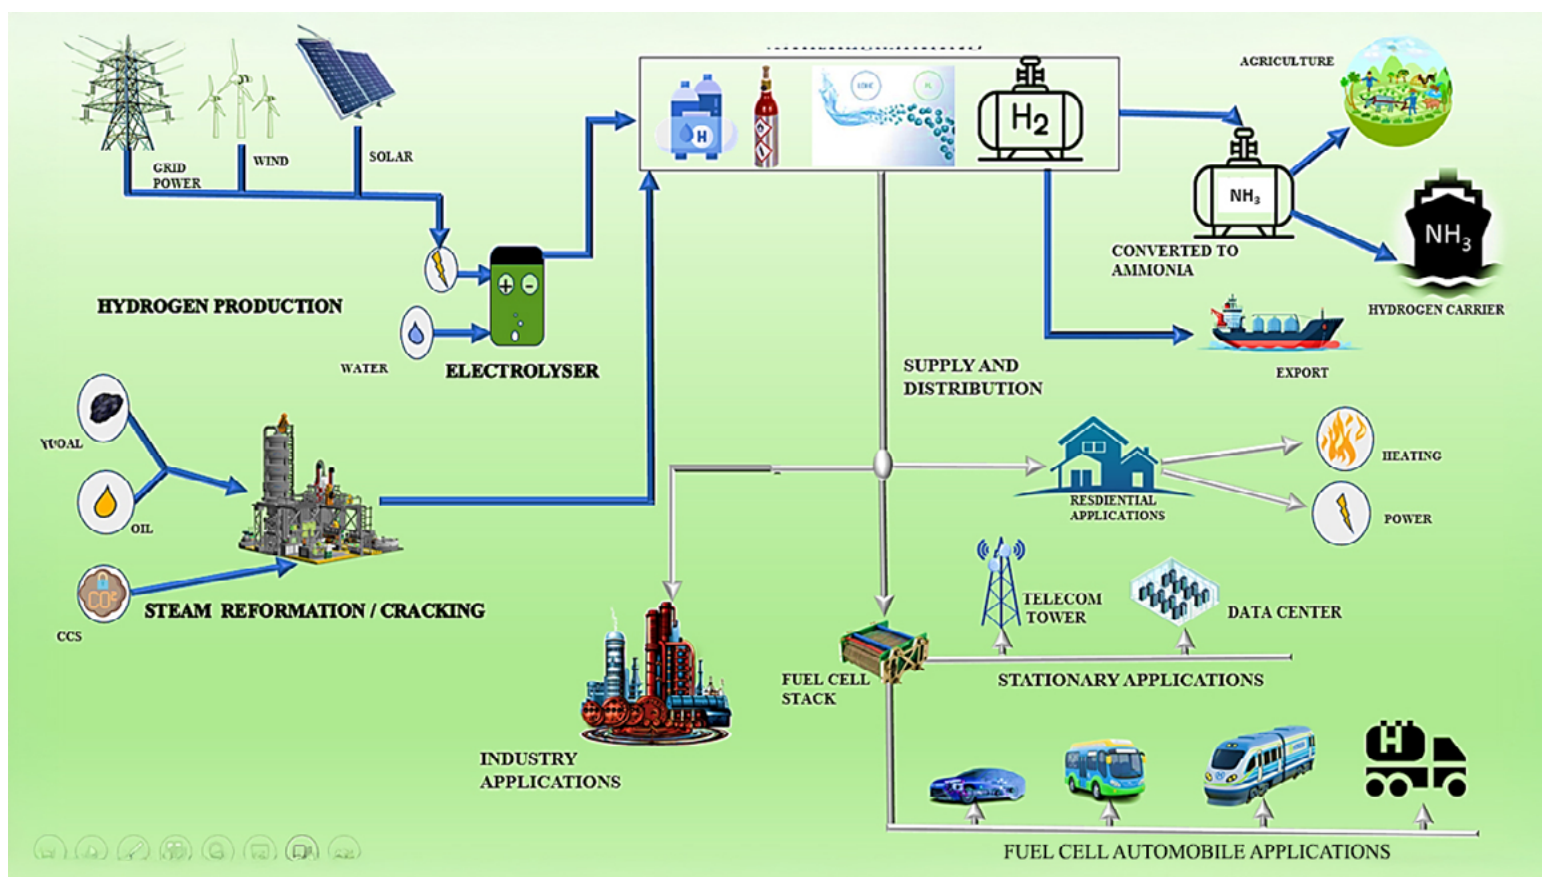 AGRICULTURE
H
H2
GRID
POWER
WIND
SOLAR
NH3
NH3
CONVERTED TO
AMMONIA
HYDROGEN PRODUCTION
HYDROGEN CARRIER
+ -
WATER
ELECTROLYSER
SUPPLY AND
DISTRIBUTION
EXPORT
OIL
HEATING
RESDIENTIAL
APPLICATIONS
POWER
STEAM REFORMATION / CRACKING
CCS
TELECOM
TOWER
DATA CENTER
FUEL CELL
STACK
STATIONARY APPLICATIONS
INDUSTRY
APPLICATIONS
H
FUEL CELL AUTOMOBILE APPLICATIONS